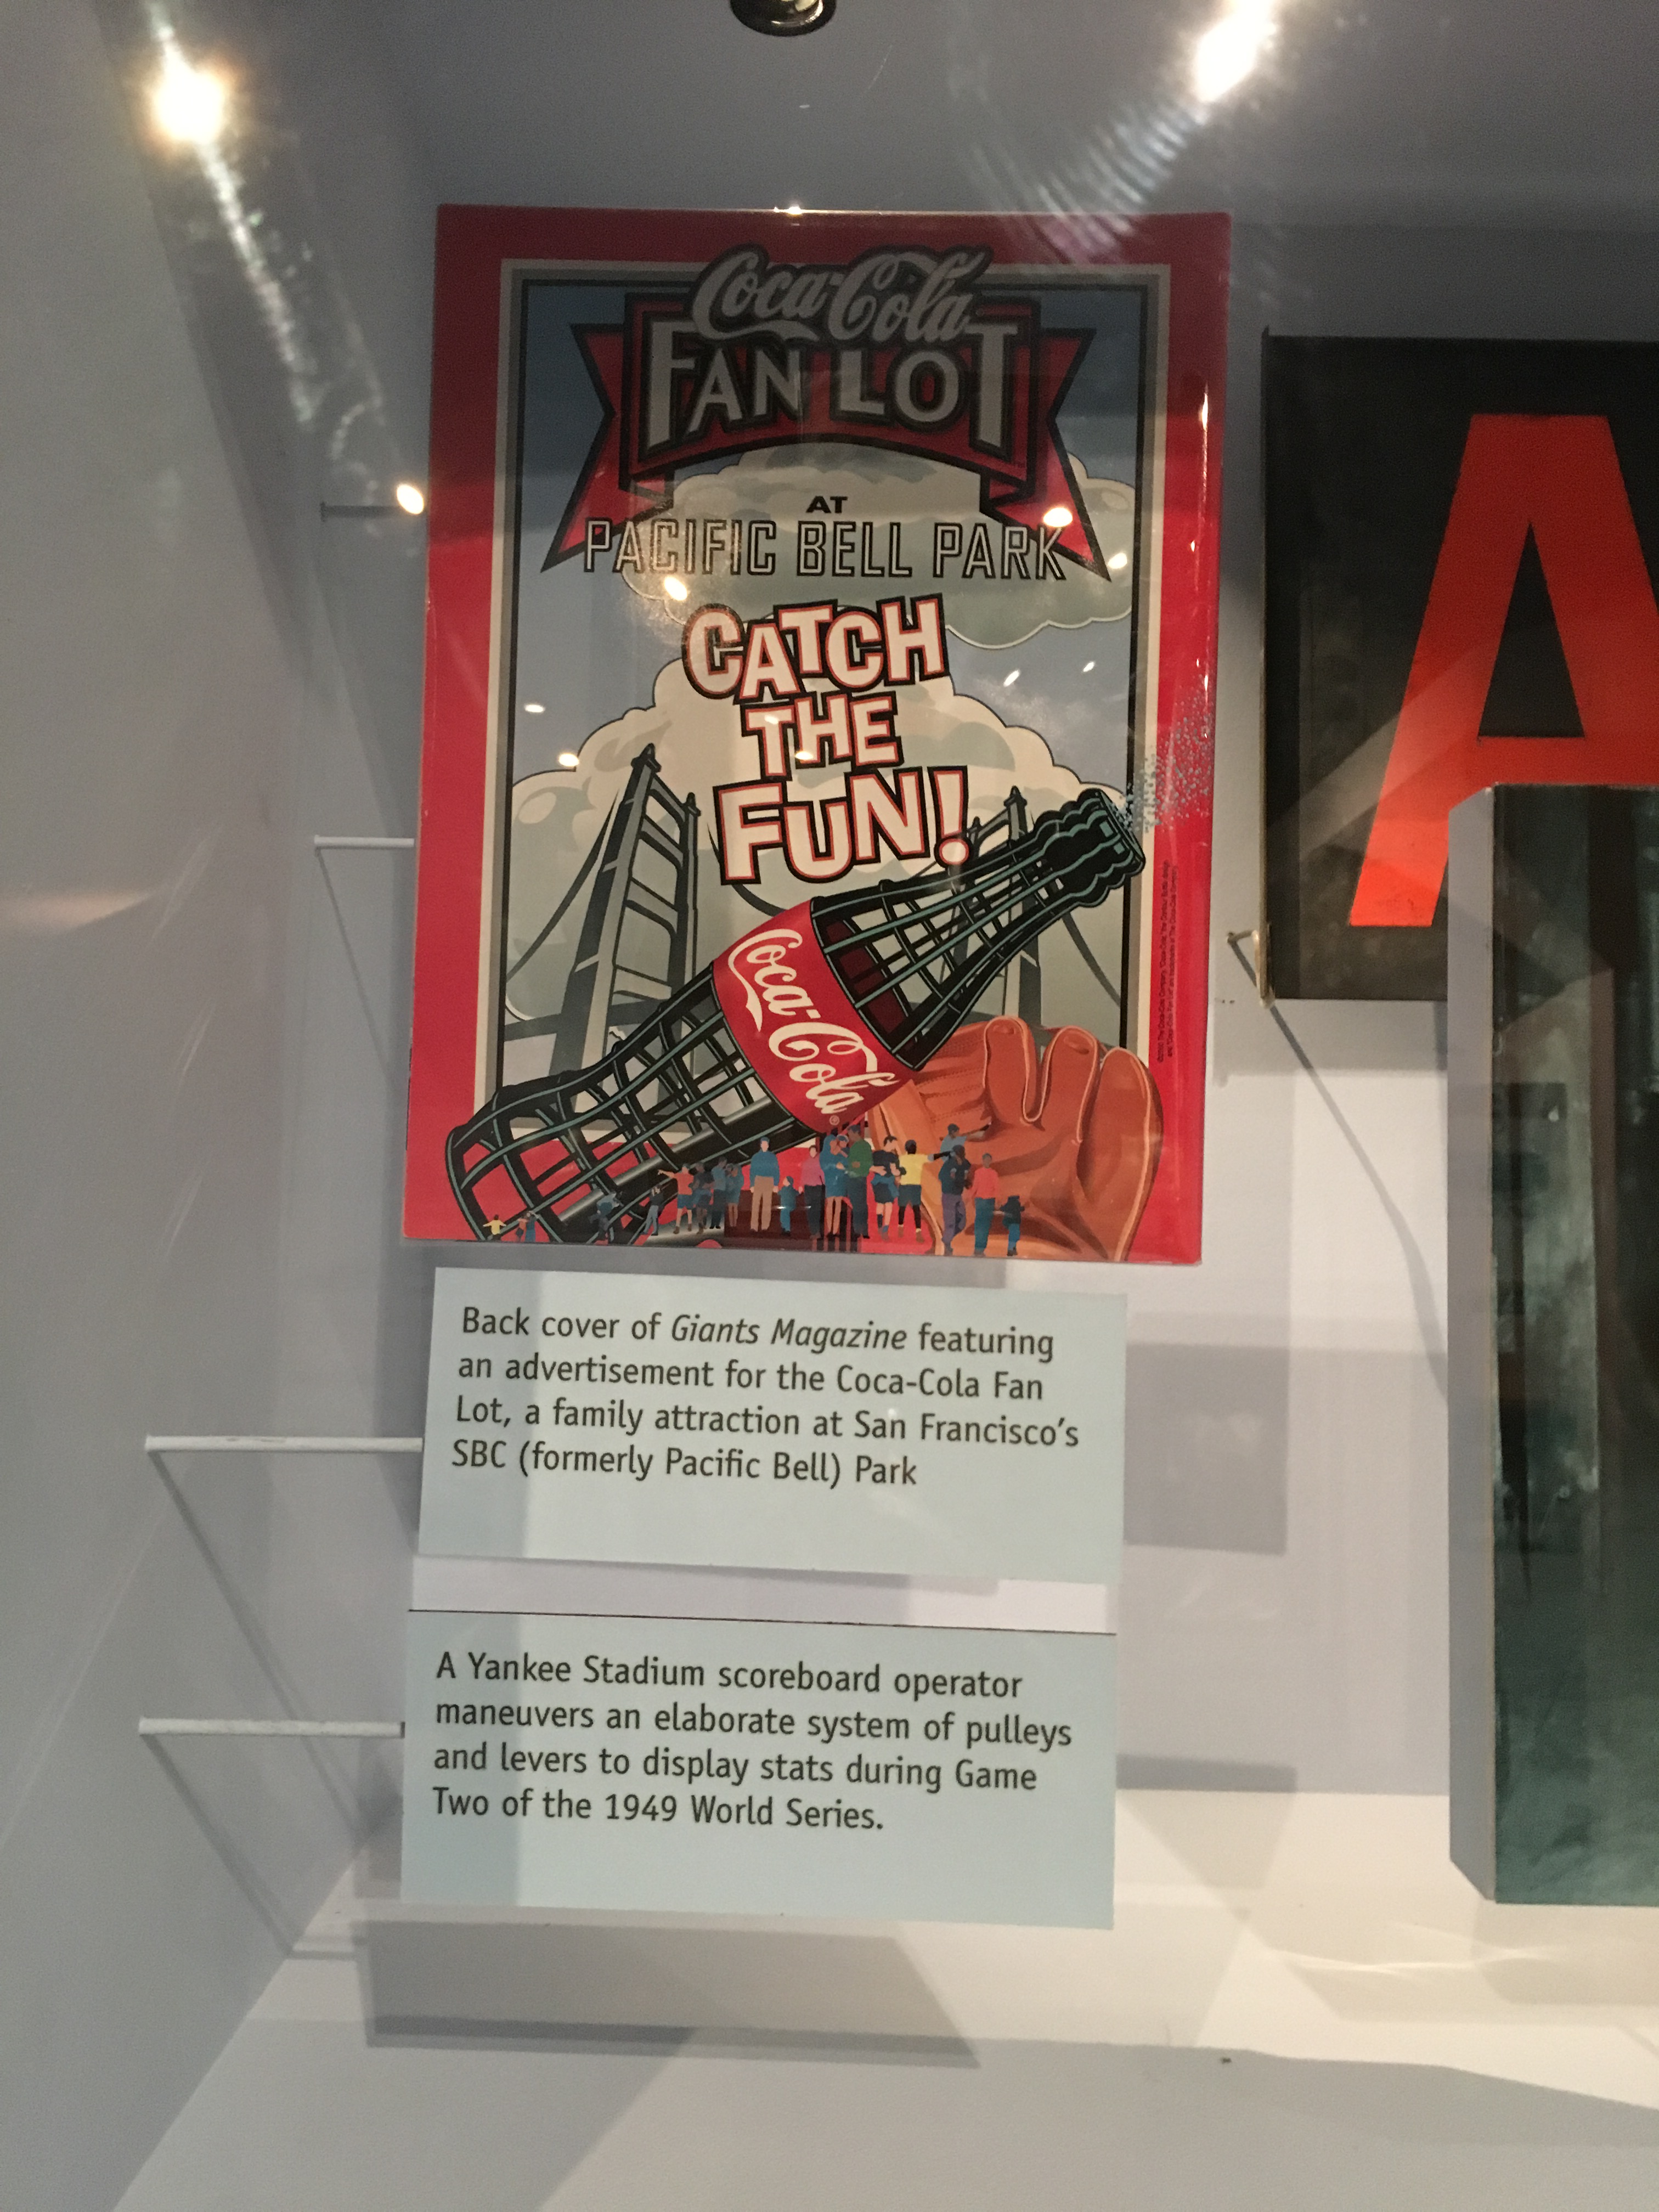 Coca-Cola
FAN LOT
AT
PACIFIC BELL PARK
CATCH
THE
FUN!
Coca-Cola®
A
Back cover of Giants Magazine featuring
an advertisement for the Coca-Cola Fan
Lot, a family attraction at San Francisco's
SBC (formerly Pacific Bell) Park
A Yankee Stadium scoreboard operator
maneuvers an elaborate system of pulleys
and levers to display stats during Game
Two of the 1949 World Series.